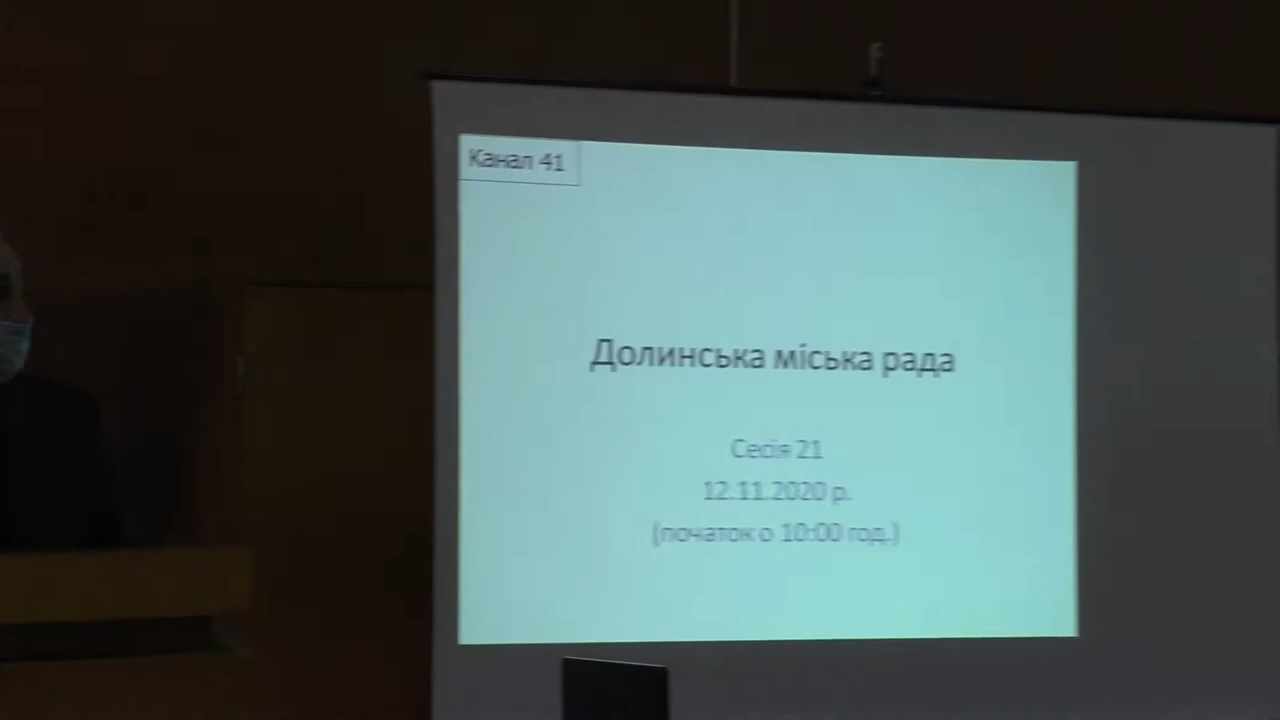 Канал 41
Долинська міська рада
Сесія 21
12.11.2020 р.
(початок о 10:00 год.)